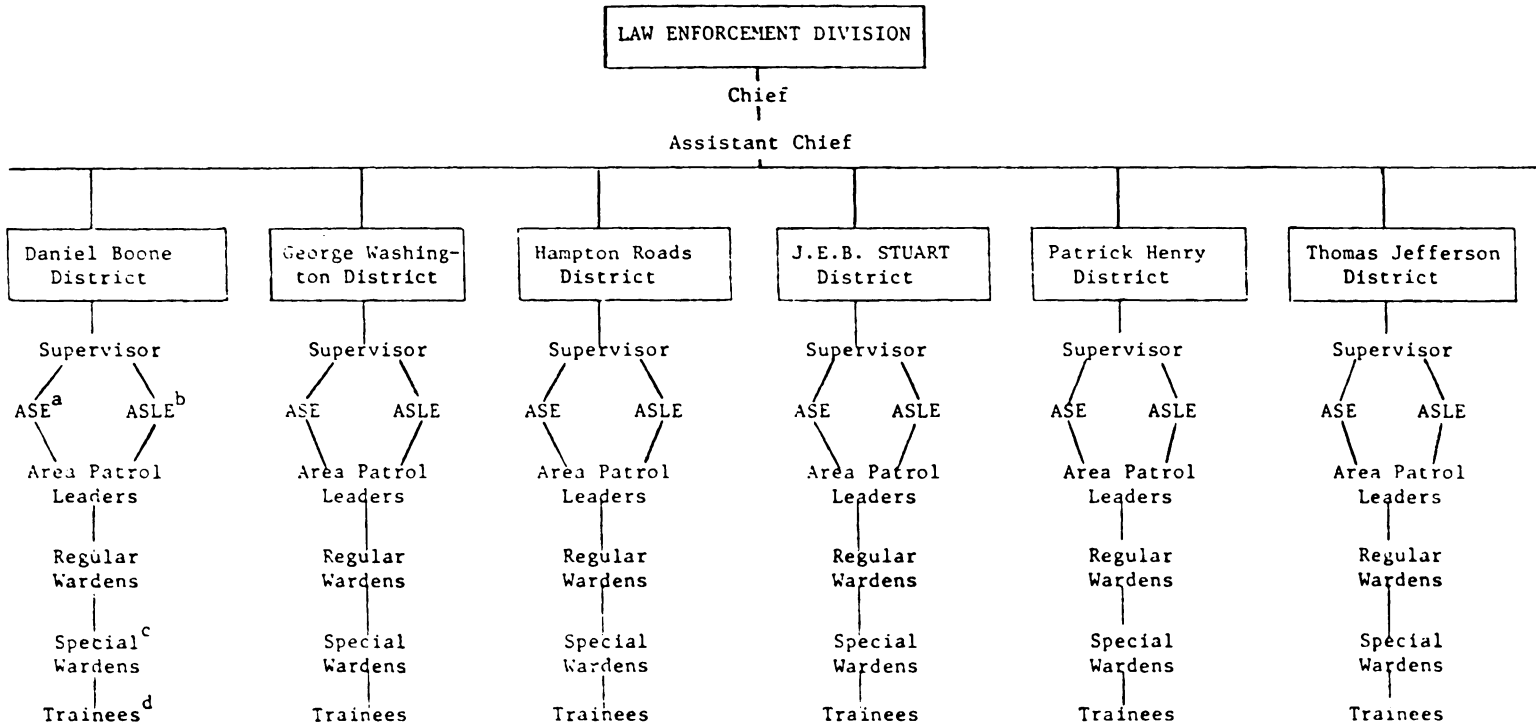 LAW ENFORCEMENT DIVISION
Chief
Assistant Chief
Daniel Boone District
George Washing-ton District
Hampton Roads District
J.E.B. STUART District
Patrick Henry District
Thomas Jefferson District
Supervisor Supervisor Supervisor Supervisor Supervisor Supervisor
ASEa ASLEb ASE ASLE ASE ASLE ASE ASLE ASE ASLE ASE ASLE
Area Patrol Area Patrol Area Patrol Area Patrol Area Patrol Area Patrol
Leaders Leaders Leaders Leaders Leaders Leaders
Regular Regular Regular Regular Regular Regular
Wardens Wardens Wardens Wardens Wardens Wardens
Specialc Special Special Special Special Special
Wardens Wardens Wardens Wardens Wardens Wardens
Traineesd Trainees Trainees Trainees Trainees Trainees